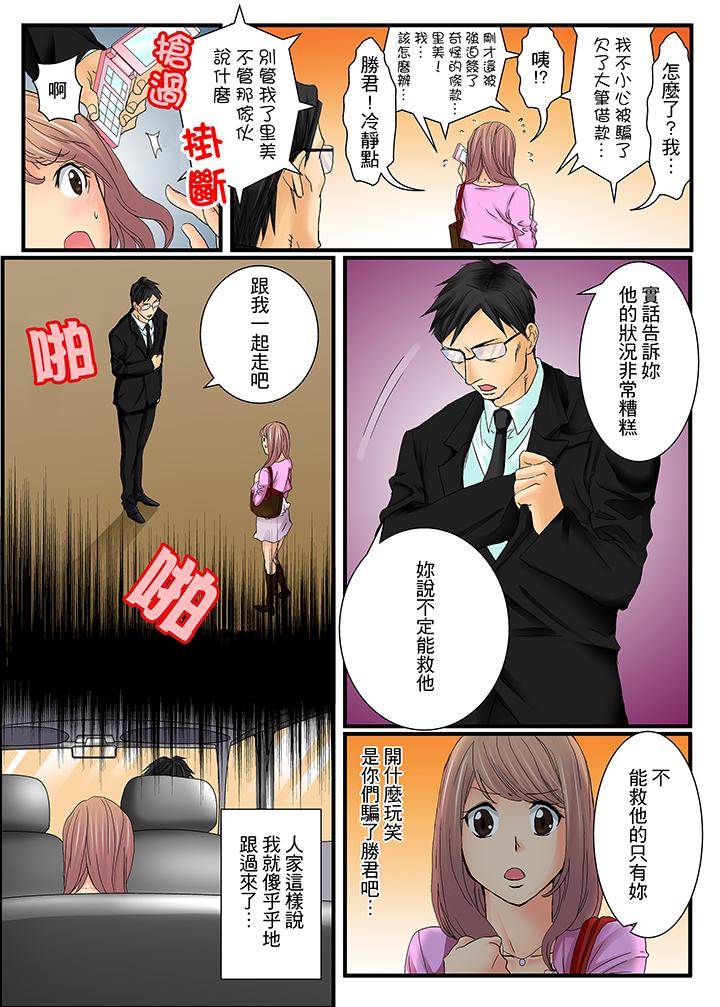 怎麼了？我…
我不小心被騙了
欠了大筆借款…
咦!?
剛才還被
強迫簽了
奇怪的條款…
里美！
我…
該怎麼辦…
勝君！冷靜點
別管我了里美
不管那傢伙
說什麼
搶過
啊
掛斷
實話告訴妳
他的狀況非常糟糕
妳說不定能救他
跟我一起走吧
啪
啪
不
能救他的只有妳
開什麼玩笑
是你們騙了勝君吧…
人家這樣說
我就傻乎乎地
跟過來了…